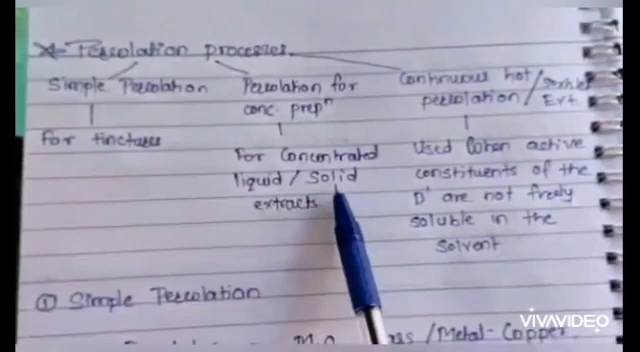 * Percolation processes.
Simple Percolation
For tinctures
Percolation for
conc. prepⁿ
For Concentrated
liquid / Solid
extracts
Continuous hot
percolation / Soxhlet
Ext.
Used when active
constituents of the
D' are not freely
soluble in the
Solvent
① Simple Percolation
/Metal-Copper
VIVAVIDEO